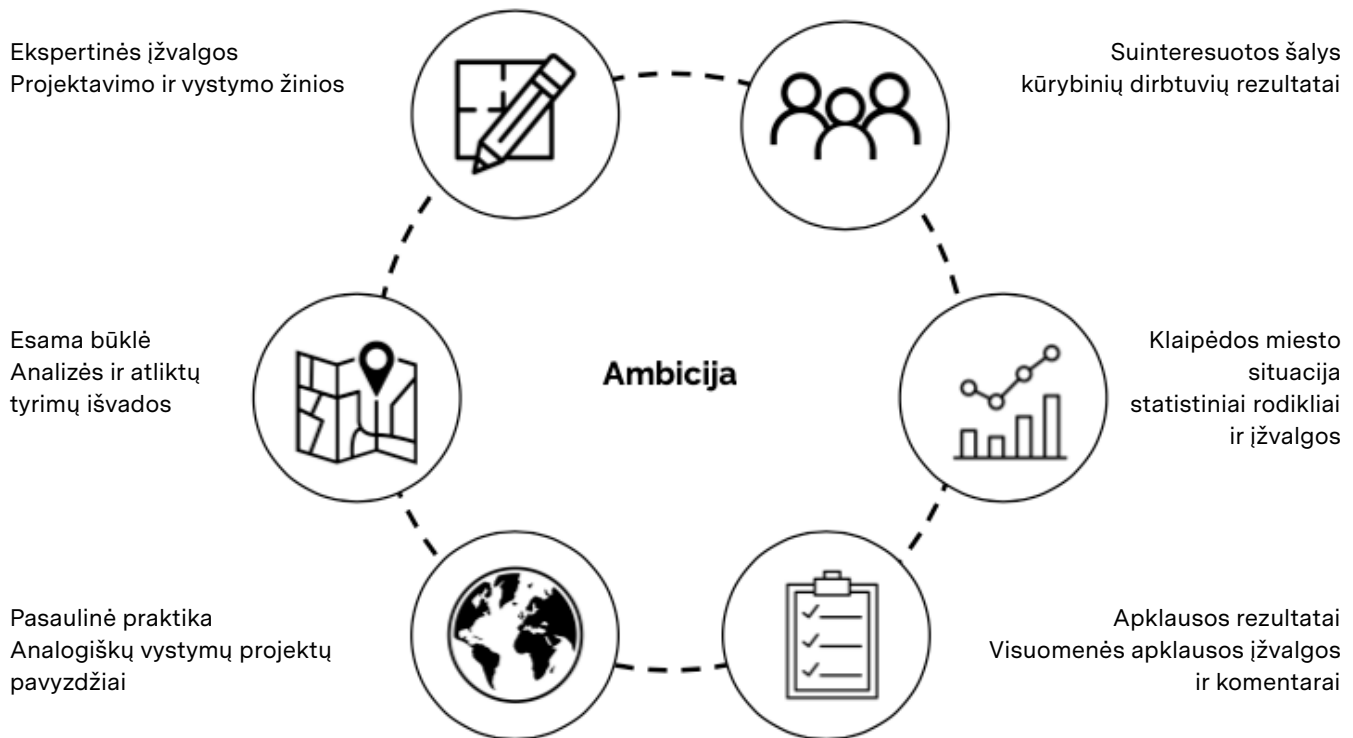 Ekspertinės įžvalgos
Projektavimo ir vystymo žinios
Suinteresuotos šalys
kūrybinių dirbtuvių rezultatai
Esama būklė
Analizės ir atliktų
tyrimų išvados
Ambicija
Klaipėdos miesto
situacija
statistiniai rodikliai
ir įžvalgos
Pasaulinė praktika
Analogiškų vystymų projektų
pavyzdžiai
Apklausos rezultatai
Visuomenės apklausos įžvalgos
ir komentarai